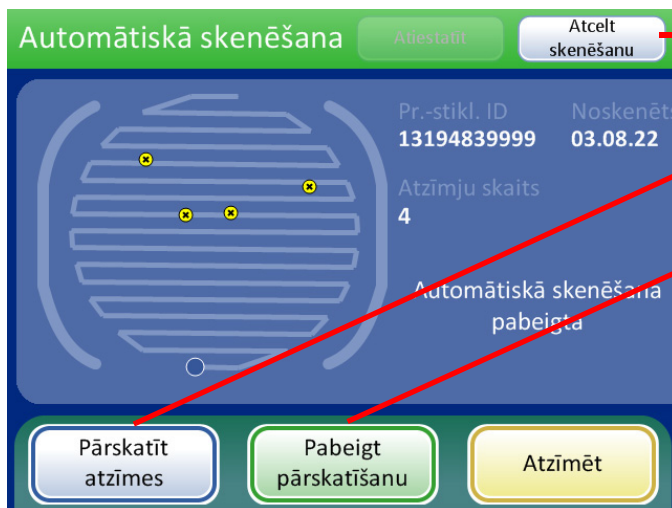 Automātiskā skenēšana
Atiestatīt
Atcelt
skenēšanu
Pr.-stikl. ID
Noskenēts
13194839999
03.08.22
Atzīmju skaits
4
Automātiskā skenēšana
pabeigta
Pārskatīt
atzīmes
Pabeigt
pārskatīšanu
Atzīmēt